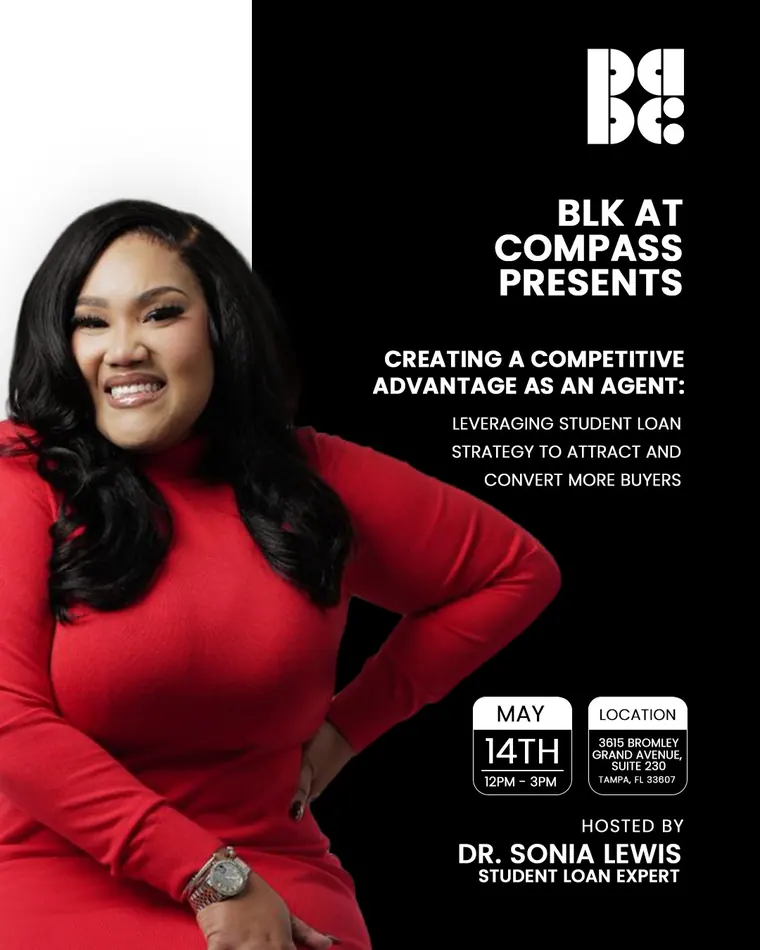 BLK AT
COMPASS
PRESENTS
CREATING A COMPETITIVE
ADVANTAGE AS AN AGENT:
LEVERAGING STUDENT LOAN
STRATEGY TO ATTRACT AND
CONVERT MORE BUYERS
MAY
14TH
12PM - 3PM
LOCATION
3615 BROMLEY
GRAND AVENUE,
SUITE 230
TAMPA, FL 33607
HOSTED BY
DR. SONIA LEWIS
STUDENT LOAN EXPERT